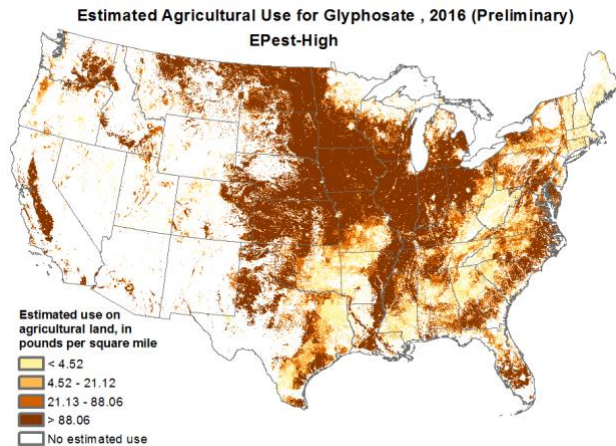 Estimated Agricultural Use for Glyphosate , 2016 (Preliminary)
EPest-High
Estimated use on
agricultural land, in
pounds per square mile
< 4.52
4.52 - 21.12
21.13 - 88.06
> 88.06
No estimated use